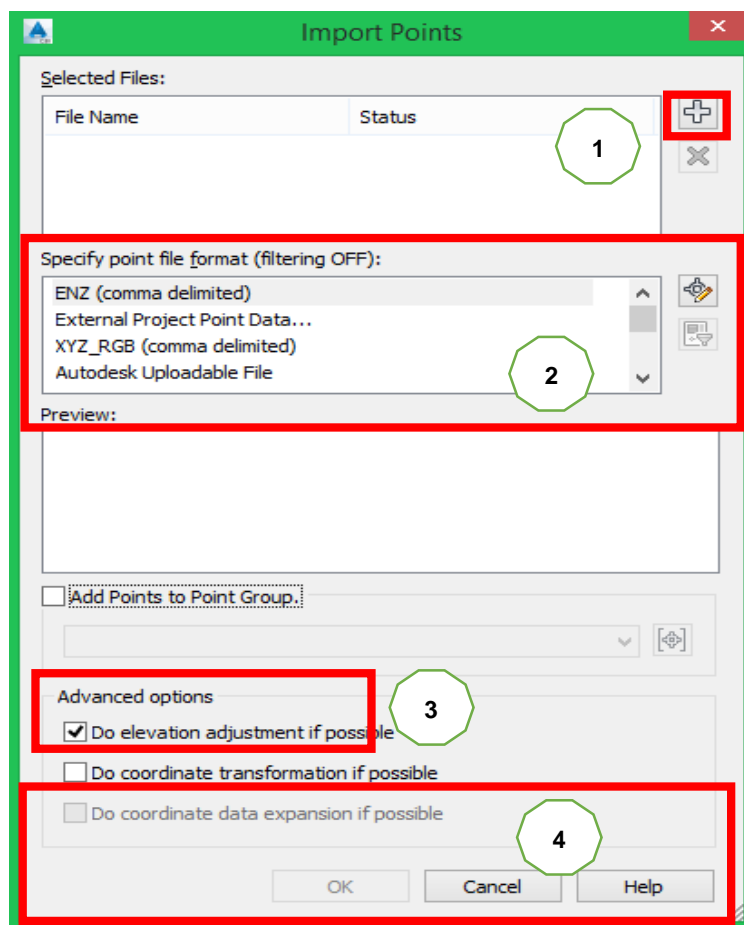 Import Points
Selected Files:
File Name Status
1
Specify point file format (filtering OFF):
ENZ (comma delimited)
External Project Point Data...
XYZ_RGB (comma delimited)
Autodesk Uploadable File
2
Preview:
Add Points to Point Group.
Advanced options
3
Do elevation adjustment if possible
Do coordinate transformation if possible
Do coordinate data expansion if possible
4
OK Cancel Help